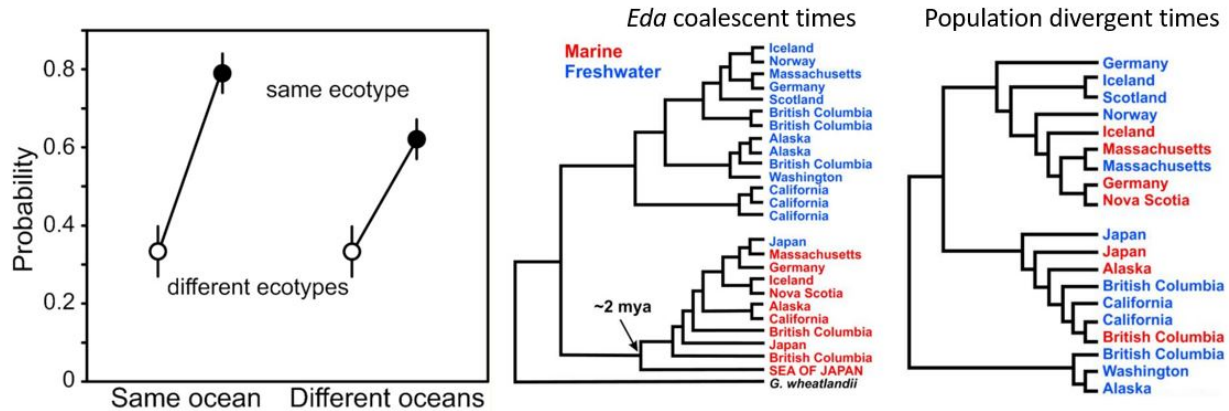 Probability
0.8
0.6
0.4
0.2
0
same ecotype
different ecotypes
Same ocean
Different oceans
Eda coalescent times
Marine
Freshwater
Iceland
Norway
Massachusetts
Germany
Scotland
British Columbia
British Columbia
Alaska
Alaska
British Columbia
Washington
California
California
California
Japan
Massachusetts
Germany
Iceland
Nova Scotia
Alaska
California
British Columbia
Japan
British Columbia
SEA OF JAPAN
G. wheatlandii
~2 mya
Population divergent times
Germany
Iceland
Scotland
Norway
Iceland
Massachusetts
Massachusetts
Germany
Nova Scotia
Japan
Japan
Alaska
British Columbia
California
California
British Columbia
British Columbia
Washington
Alaska